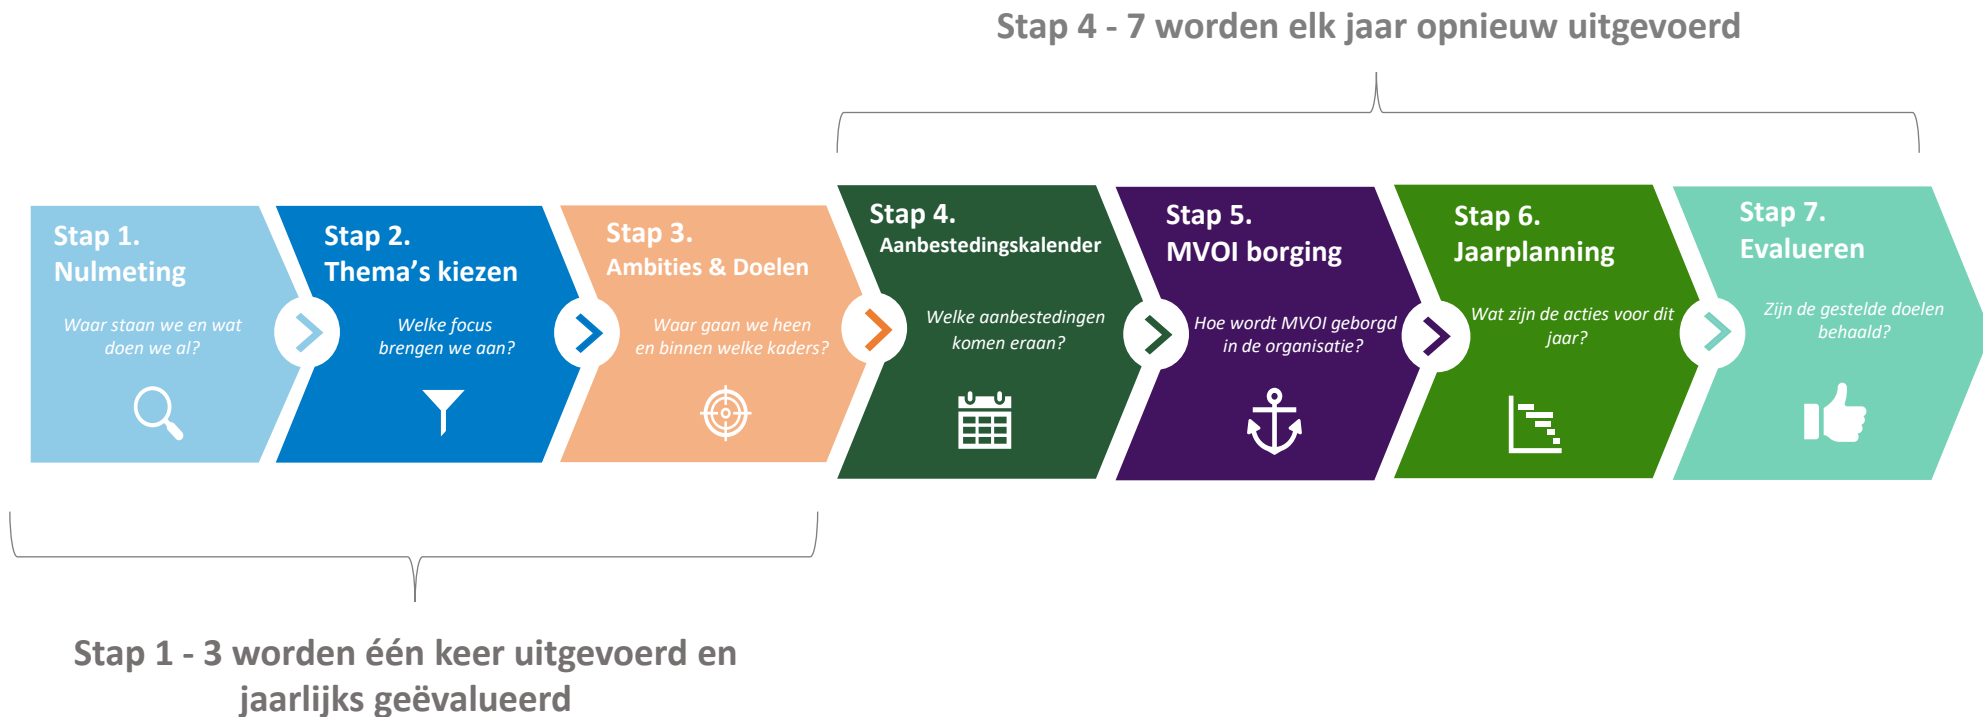 Stap 4 - 7 worden elk jaar opnieuw uitgevoerd
Stap 1.
Nulmeting
Waar staan we en wat
doen we al?
Stap 2.
Thema's kiezen
Welke focus
brengen we aan?
Stap 3.
Ambities & Doelen
Waar gaan we heen
en binnen welke kaders?
Stap 4.
Aanbestedingskalender
Welke aanbestedingen
komen eraan?
Stap 5.
MVOI borging
Hoe wordt MVOI geborgd
in de organisatie?
Stap 6.
Jaarplanning
Wat zijn de acties voor dit
jaar?
Stap 7.
Evalueren
Zijn de gestelde doelen
behaald?
Stap 1 - 3 worden één keer uitgevoerd en
jaarlijks geëvalueerd